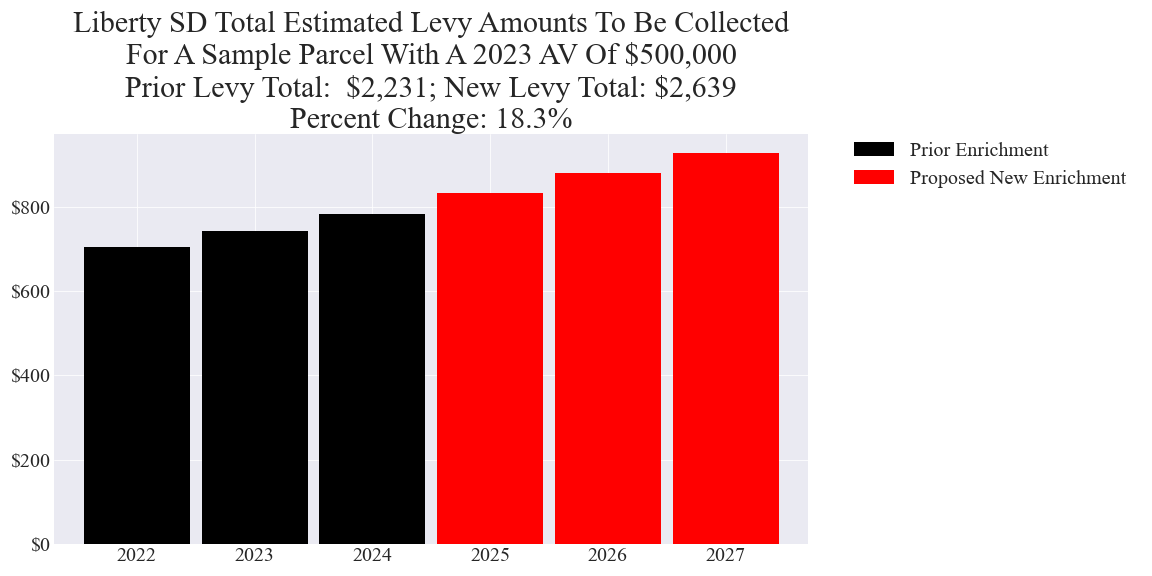 Liberty SD Total Estimated Levy Amounts To Be Collected
For A Sample Parcel With A 2023 AV Of $500,000
Prior Levy Total:  $2,231; New Levy Total: $2,639
Percent Change: 18.3%
Prior Enrichment
Proposed New Enrichment
$800
$600
$400
$200
$0
2022 2023 2024 2025 2026 2027